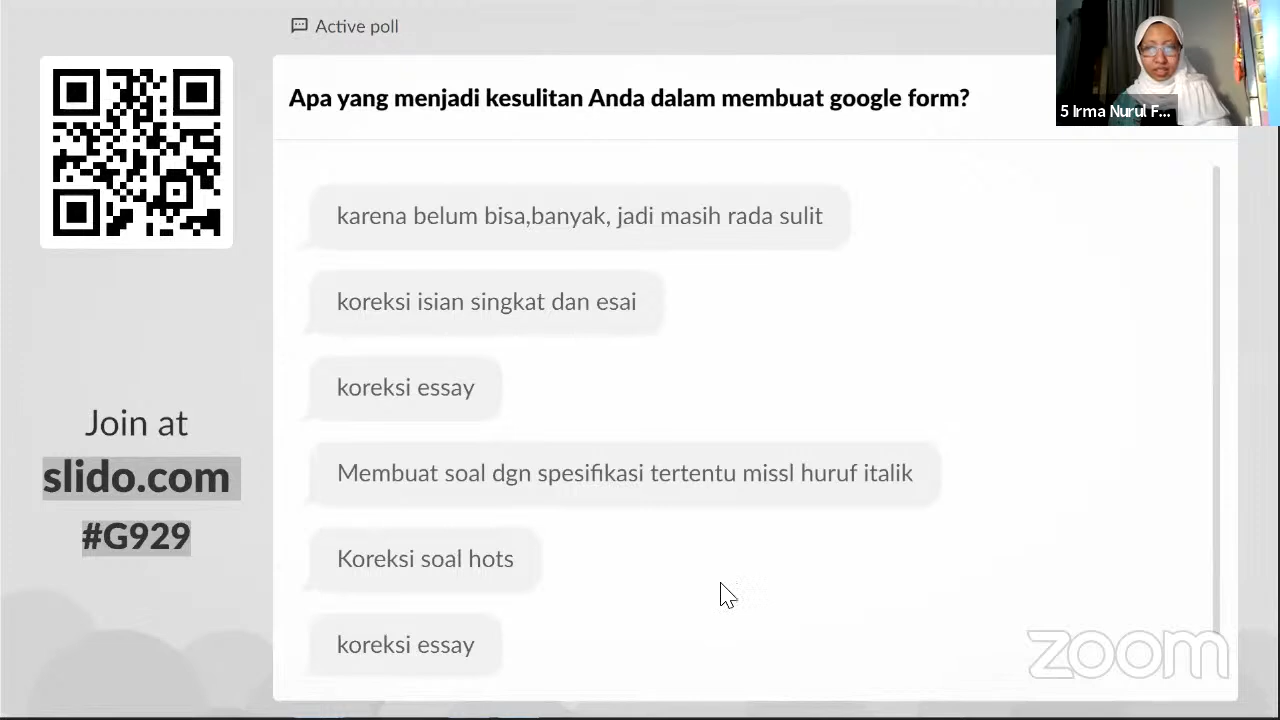 Active poll
Apa yang menjadi kesulitan Anda dalam membuat google form?
5 Irma Nurul F...
karena belum bisa,banyak, jadi masih rada sulit
koreksi isian singkat dan esai
koreksi essay
Membuat soal dgn spesifikasi tertentu missl huruf italik
Koreksi soal hots
koreksi essay
Join at
slido.com
#G929
zoom